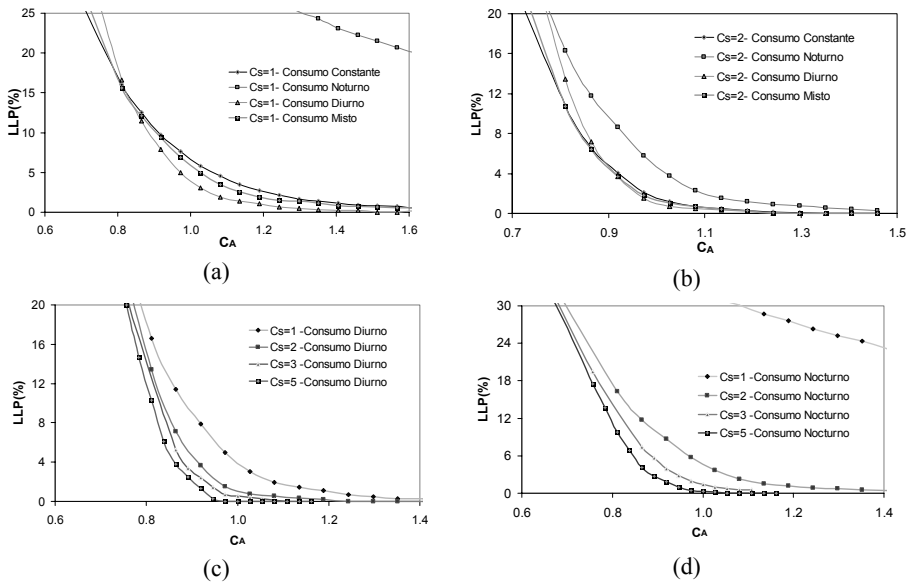 25
20
15
10
5
0
LLP(%)
Cs=1- Consumo Constante
Cs=1- Consumo Noturno
Cs=1- Consumo Diurno
Cs=1 - Consumo Misto
0.6 0.8 1.0 1.2 1.4 1.6
CA
(a)
20
16
12
8
4
0
LLP(%)
Cs=2- Consumo Constante
Cs=2- Consumo Noturno
Cs=2- Consumo Diurno
Cs=2- Consumo Misto
0.7 0.9 1.1 1.3 1.5
CA
(b)
20
16
12
8
4
0
LLP(%)
Cs=1 -Consumo Diurno
Cs=2 -Consumo Diurno
Cs=3 -Consumo Diurno
Cs=5 -Consumo Diurno
0.6 0.8 1.0 1.2 1.4
CA
(c)
30
24
18
12
6
0
LLP(%)
Cs=1 -Consumo Nocturno
Cs=2 -Consumo Nocturno
Cs=3 -Consumo Nocturno
Cs=5 -Consumo Nocturno
0.6 0.8 1.0 1.2 1.4
CA
(d)